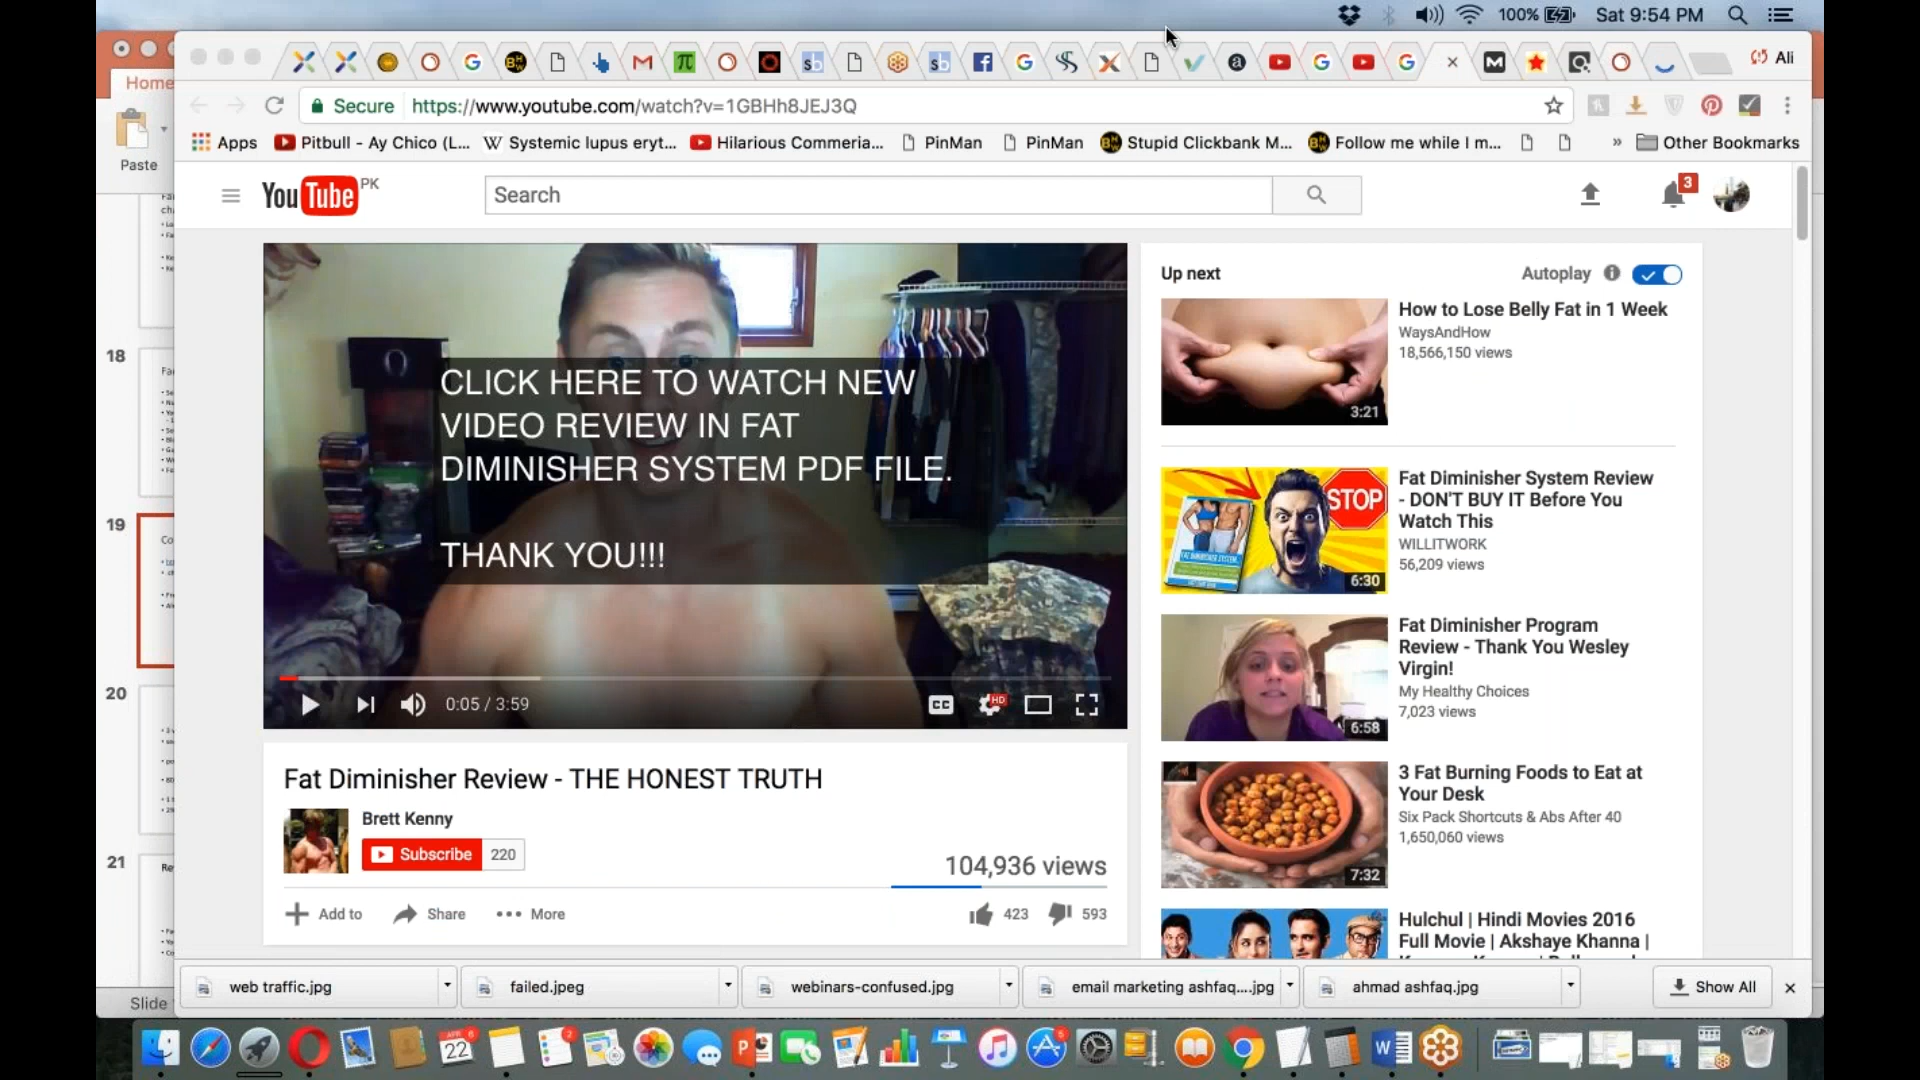 100%
Sat 9:54 PM
Home
Ali
Secure
https://www.youtube.com/watch?v=1GBHh8JEJ3Q
Paste
Apps
Pitbull - Ay Chico (L...
Systemic lupus eryt...
Hilarious Commeria...
PinMan
PinMan
Stupid Clickbank M...
Follow me while I m...
»
Other Bookmarks
YouTube PK
Search
3
CLICK HERE TO WATCH NEW
VIDEO REVIEW IN FAT
DIMINISHER SYSTEM PDF FILE.
THANK YOU!!!
0:05 / 3:59
CC
HD
Fat Diminisher Review - THE HONEST TRUTH
Brett Kenny
Subscribe 220
104,936 views
Add to
Share
More
423
593
Up next
Autoplay
How to Lose Belly Fat in 1 Week
WaysAndHow
18,566,150 views
3:21
Fat Diminisher System Review
- DON'T BUY IT Before You
Watch This
WILLITWORK
56,209 views
STOP
6:30
Fat Diminisher Program
Review - Thank You Wesley
Virgin!
My Healthy Choices
7,023 views
6:58
3 Fat Burning Foods to Eat at
Your Desk
Six Pack Shortcuts & Abs After 40
1,650,060 views
7:32
Hulchul | Hindi Movies 2016
Full Movie | Akshaye Khanna |
18
19
20
21
Slide
web traffic.jpg
failed.jpeg
webinars-confused.jpg
email marketing ashfaq....jpg
ahmad ashfaq.jpg
Show All
22